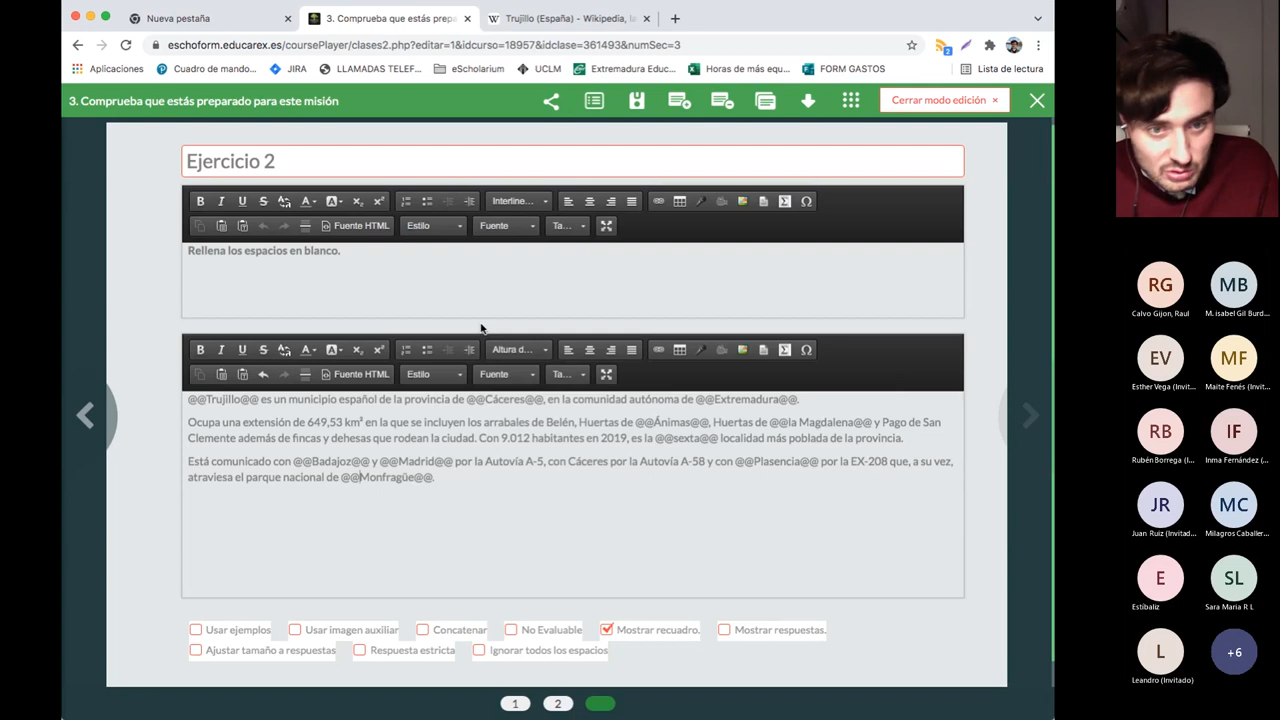 Nueva pestaña
3. Comprueba que estás prepa
Trujillo (España) - Wikipedia, la
eschoform.educarex.es/coursePlayer/clases2.php?editar=1&idcurso=18957&idclase=361493&numSec=3
2
Aplicaciones
Cuadro de mando...
JIRA
LLAMADAS TELEF...
eScholarium
UCLM
Extremadura Educ...
Horas de más equ...
FORM GASTOS
Lista de lectura
3. Comprueba que estás preparado para este misión
Cerrar modo edición ×
Ejercicio 2
Interline...
Fuente HTML
Estilo
Fuente
Ta...
Rellena los espacios en blanco.
Altura d...
Fuente HTML
Estilo
Fuente
Ta...
@@Trujillo@@ es un municipio español de la provincia de @@Cáceres@@, en la comunidad autónoma de @@Extremadura@@.
Ocupa una extensión de 649,53 km² en la que se incluyen los arrabales de Belén, Huertas de @@Ánimas@@, Huertas de @@la Magdalena@@ y Pago de San
Clemente además de fincas y dehesas que rodean la ciudad. Con 9.012 habitantes en 2019, es la @@sexta@@ localidad más poblada de la provincia.
Está comunicado con @@Badajoz@@ y @@Madrid@@ por la Autovía A-5, con Cáceres por la Autovía A-58 y con @@Plasencia@@ por la EX-208 que, a su vez,
atraviesa el parque nacional de @@Monfragüe@@.
Usar ejemplos
Usar imagen auxiliar
Concatenar
No Evaluable
Mostrar recuadro.
Mostrar respuestas.
Ajustar tamaño a respuestas
Respuesta estricta
Ignorar todos los espacios
1
2
RG
MB
Calvo Gijon, Raul
M. isabel Gil Burd...
EV
MF
Esther Vega (Invit...
Maite Fenés (Invit...
RB
IF
Rubén Borrega (I...
Inma Fernández (...
JR
MC
Juan Ruiz (Invitad...
Milagros Caballer...
E
SL
Estíbaliz
Sara Maria R L
L
+6
Leandro (Invitado)